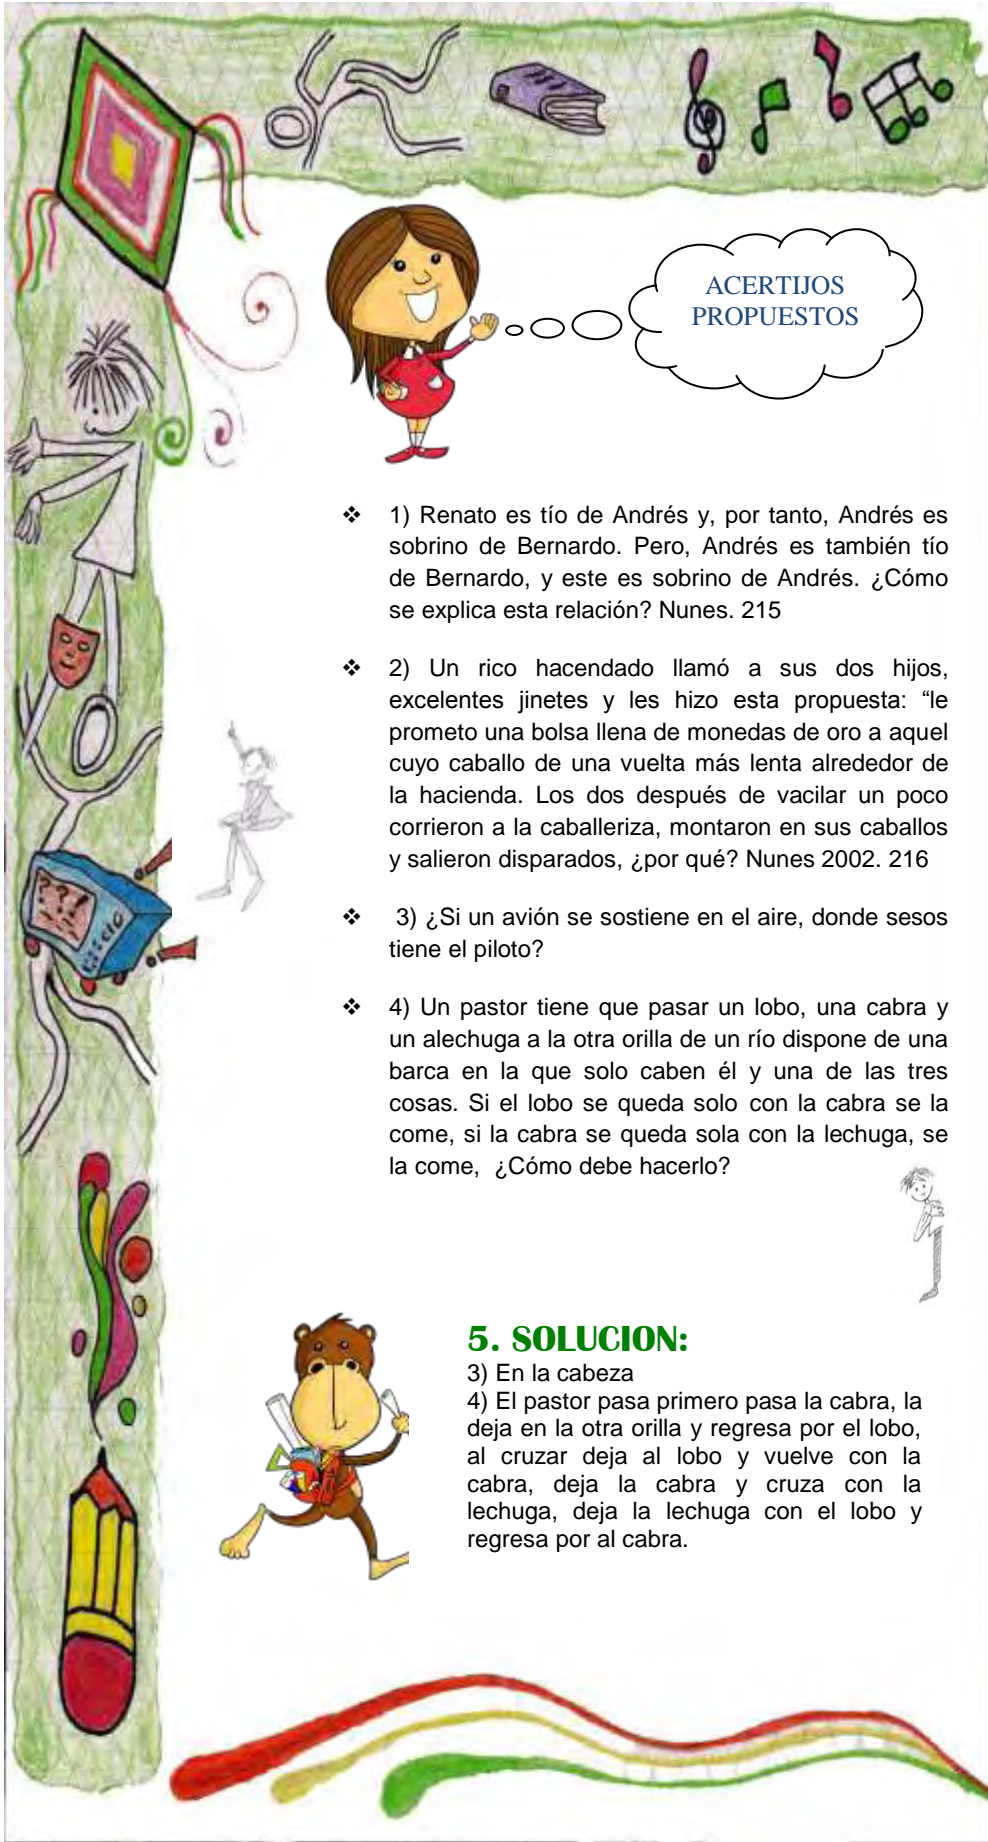 ACERTIJOS
PROPUESTOS
❖ 1) Renato es tío de Andrés y, por tanto, Andrés es
sobrino de Bernardo. Pero, Andrés es también tío
de Bernardo, y este es sobrino de Andrés. ¿Cómo
se explica esta relación? Nunes. 215
❖ 2) Un rico hacendado llamó a sus dos hijos,
excelentes jinetes y les hizo esta propuesta: “le
prometo una bolsa llena de monedas de oro a aquel
cuyo caballo de una vuelta más lenta alrededor de
la hacienda. Los dos después de vacilar un poco
corrieron a la caballeriza, montaron en sus caballos
y salieron disparados, ¿por qué? Nunes 2002. 216
❖ 3) ¿Si un avión se sostiene en el aire, donde sesos
tiene el piloto?
❖ 4) Un pastor tiene que pasar un lobo, una cabra y
un alechuga a la otra orilla de un río dispone de una
barca en la que solo caben él y una de las tres
cosas. Si el lobo se queda solo con la cabra se la
come, si la cabra se queda sola con la lechuga, se
la come, ¿Cómo debe hacerlo?
5. SOLUCION:
3) En la cabeza
4) El pastor pasa primero pasa la cabra, la
deja en la otra orilla y regresa por el lobo,
al cruzar deja al lobo y vuelve con la
cabra, deja la cabra y cruza con la
lechuga, deja la lechuga con el lobo y
regresa por al cabra.